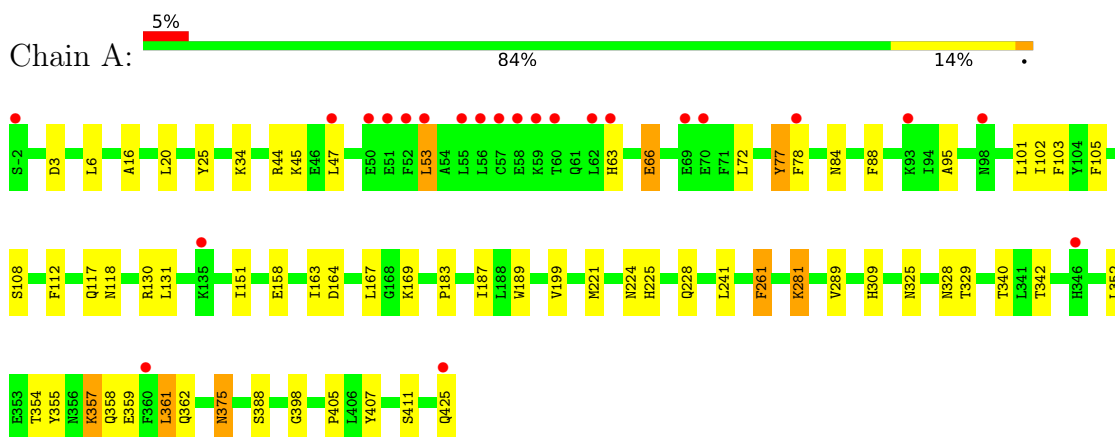 5%
Chain A:
84% 14% •
S-2 D3 L6 A16 L20 Y25 K34 R44 K45 E46 L47 E50 E51 F52 L53 A54 L55 L56 C57 E58 K59 T60 Q61 L62 H63 E66 E69 E70 F71 L72 Y77 F78 N84 F88 K93 I94 A95 N98 L101 I102 F103 Y104 F105
S108 F112 Q117 N118 R130 L131 K135 I151 E158 I163 D164 L167 G168 K169 P183 I187 L188 W189 V199 M221 N224 H225 Q228 L241 F261 K281 V289 H309 N325 N328 T329 T340 L341 T342 H346 L352
E353 T354 Y355 N356 K357 Q358 E359 F360 L361 Q362 N375 S388 G398 P405 L406 Y407 S411 Q425